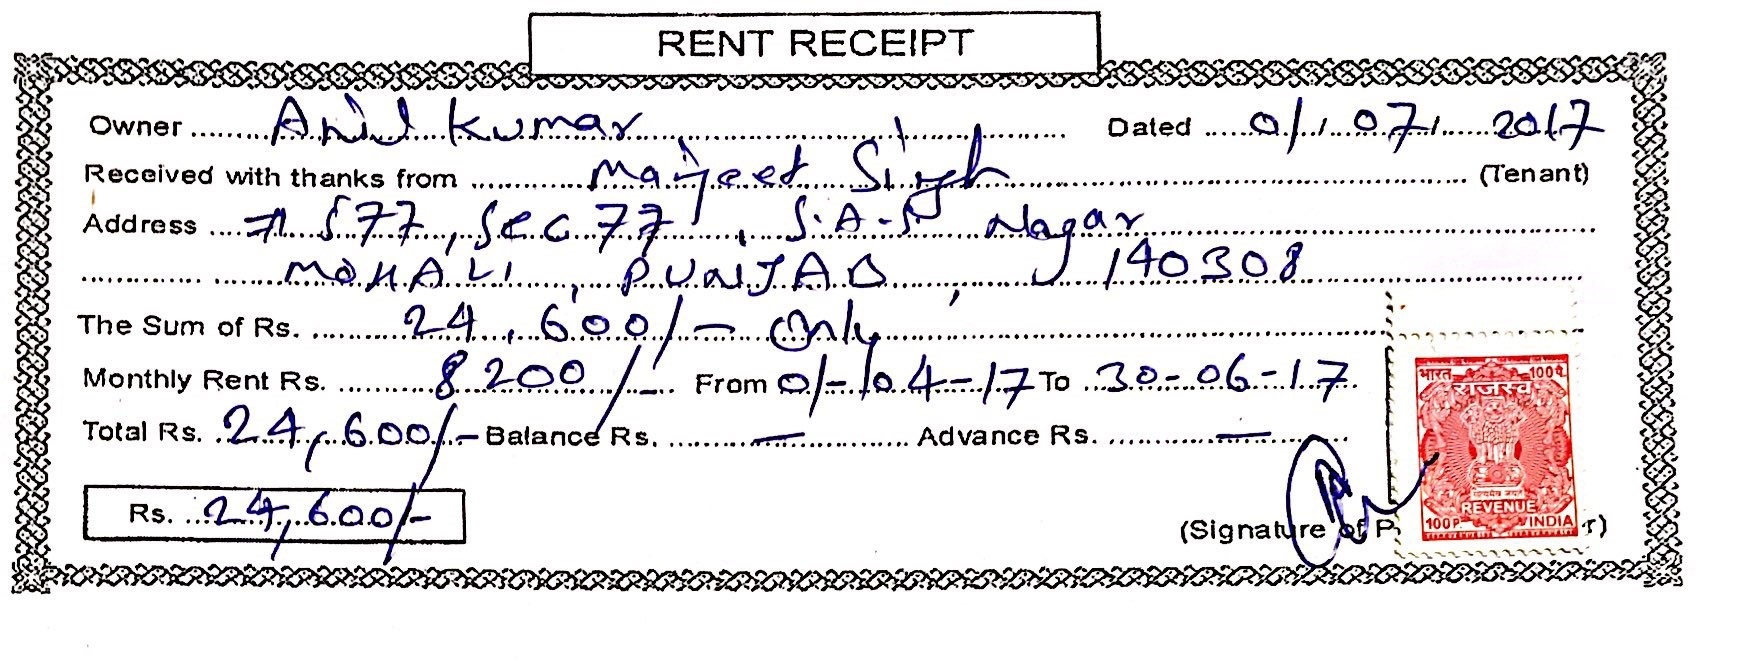 RENT RECEIPT
Owner Anil Kumar Dated 01/07/2017
Received with thanks from Manjeet Singh (Tenant)
Address # 577, Sec 77, S.A.S Nagar
MOHALI, PUNJAB, 140308
The Sum of Rs. 24,600/- Only
Monthly Rent Rs. 8200/- From 01-04-17 To 30-06-17
Total Rs. 24,600/- Balance Rs. — Advance Rs. —
Rs. 24,600/-
(Signature of P r)
भारत 100पै.
राजस्व
सत्यमेव जयते
REVENUE
100P. INDIA